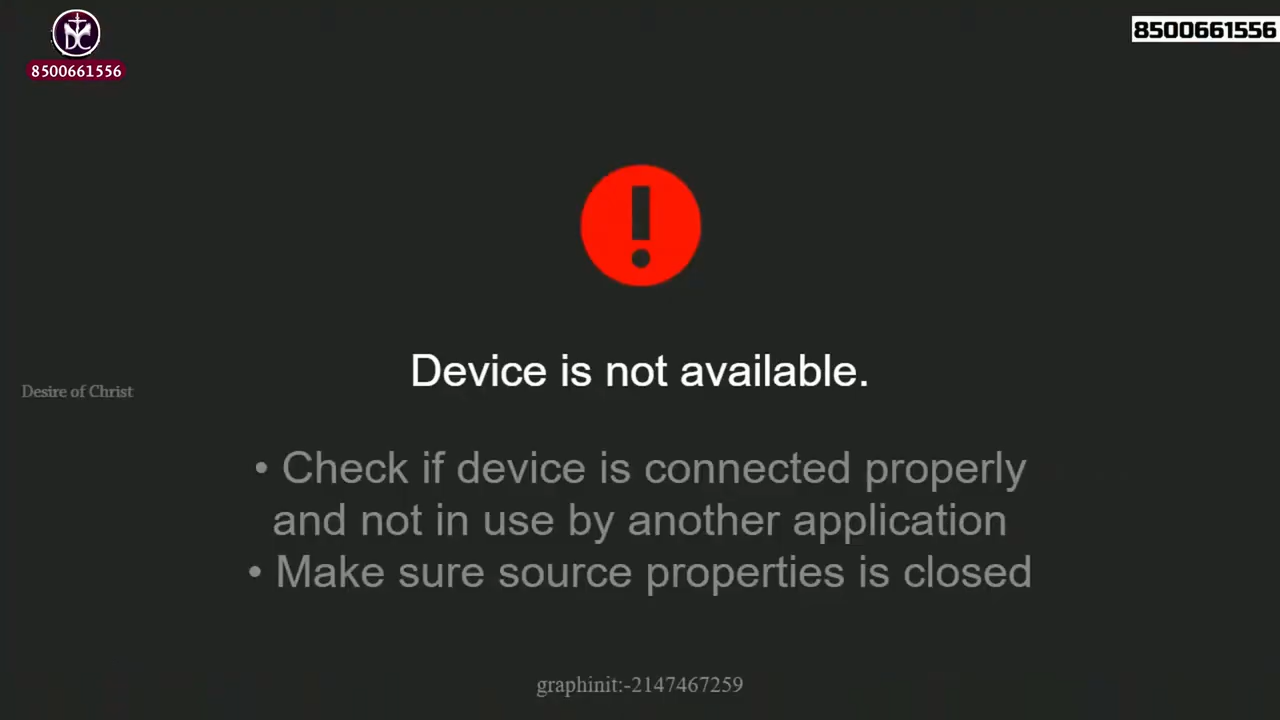 DC
8500661556
8500661556
Device is not available.
Desire of Christ
• Check if device is connected properly
and not in use by another application
• Make sure source properties is closed
graphinit:-2147467259